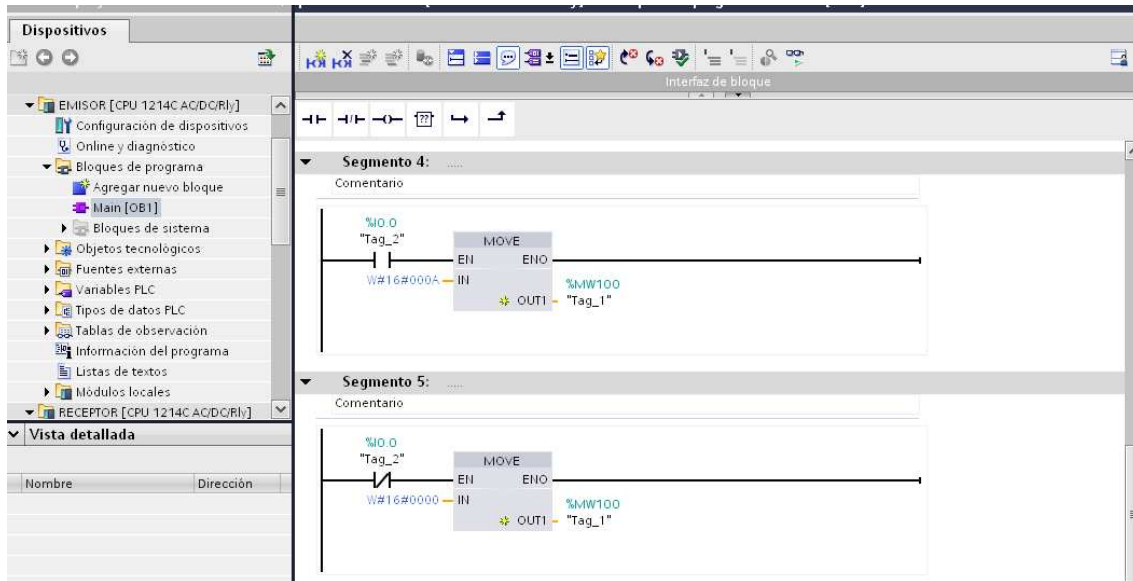 Dispositivos
Interfaz de bloque
EMISOR [CPU 1214C AC/DC/Rly]
Configuración de dispositivos
Online y diagnóstico
Bloques de programa
Agregar nuevo bloque
Main [OB1]
Bloques de sistema
Objetos tecnológicos
Fuentes externas
Variables PLC
Tipos de datos PLC
Tablas de observación
Información del programa
Listas de textos
Módulos locales
RECEPTOR [CPU 1214C AC/DC/Rly]
Vista detallada
Nombre Dirección
??
Segmento 4: .....
Comentario
%I0.0
"Tag_2"
MOVE
EN ENO
W#16#000A IN
%MW100
OUT1 "Tag_1"
Segmento 5: .....
Comentario
%I0.0
"Tag_2"
MOVE
EN ENO
W#16#0000 IN
%MW100
OUT1 "Tag_1"